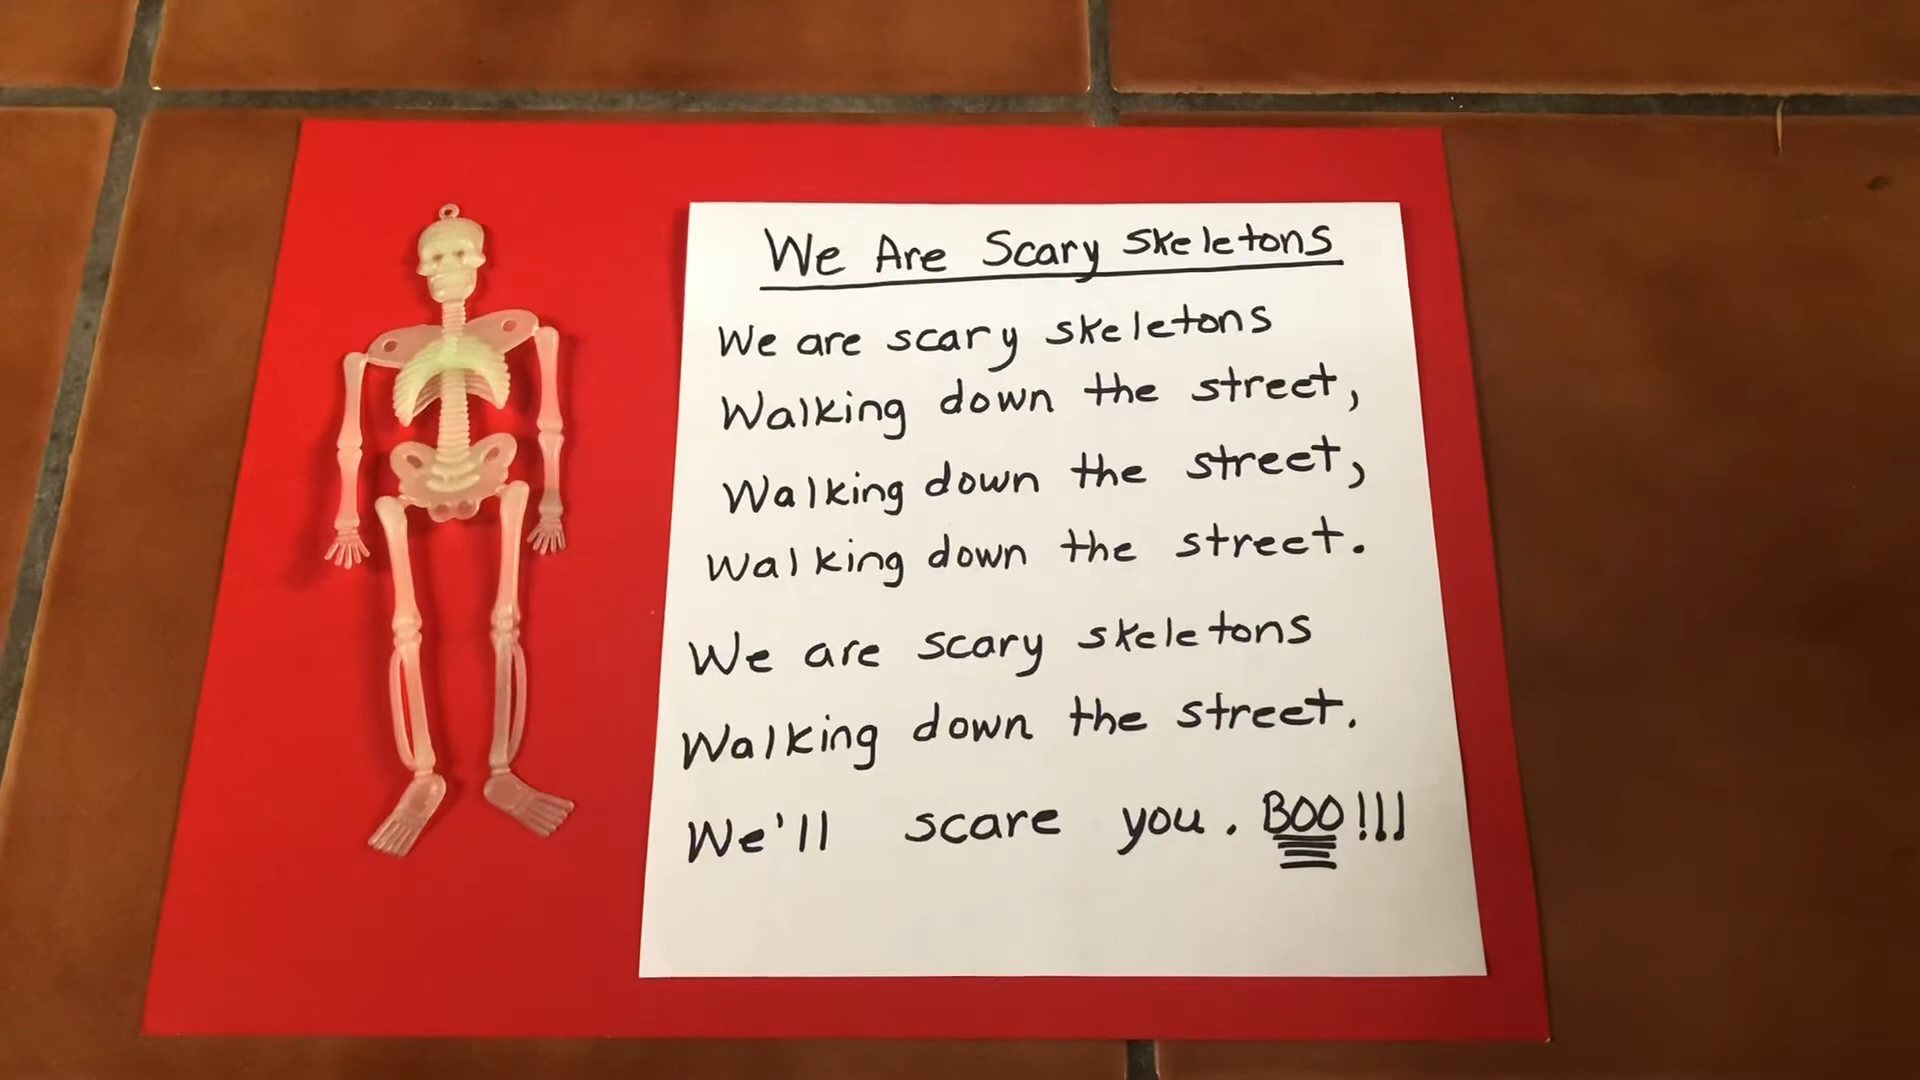 We Are Scary Skeletons
We are scary skeletons
Walking down the street,
Walking down the street,
Walking down the street.
We are scary skeletons
Walking down the street.
We'll scare you. BOO!!!